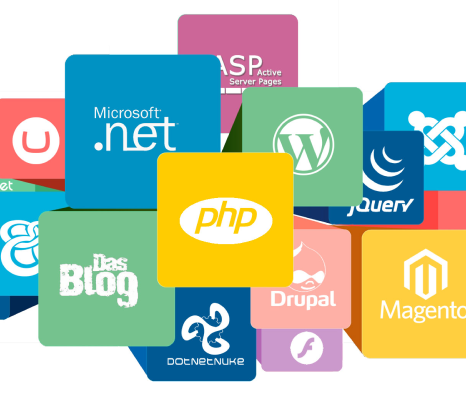 ASP Active
Server Pages
Microsoft®
.net
php
jQuery
et
Das
Blog
Drupal
Magento
DOTNETNUKE